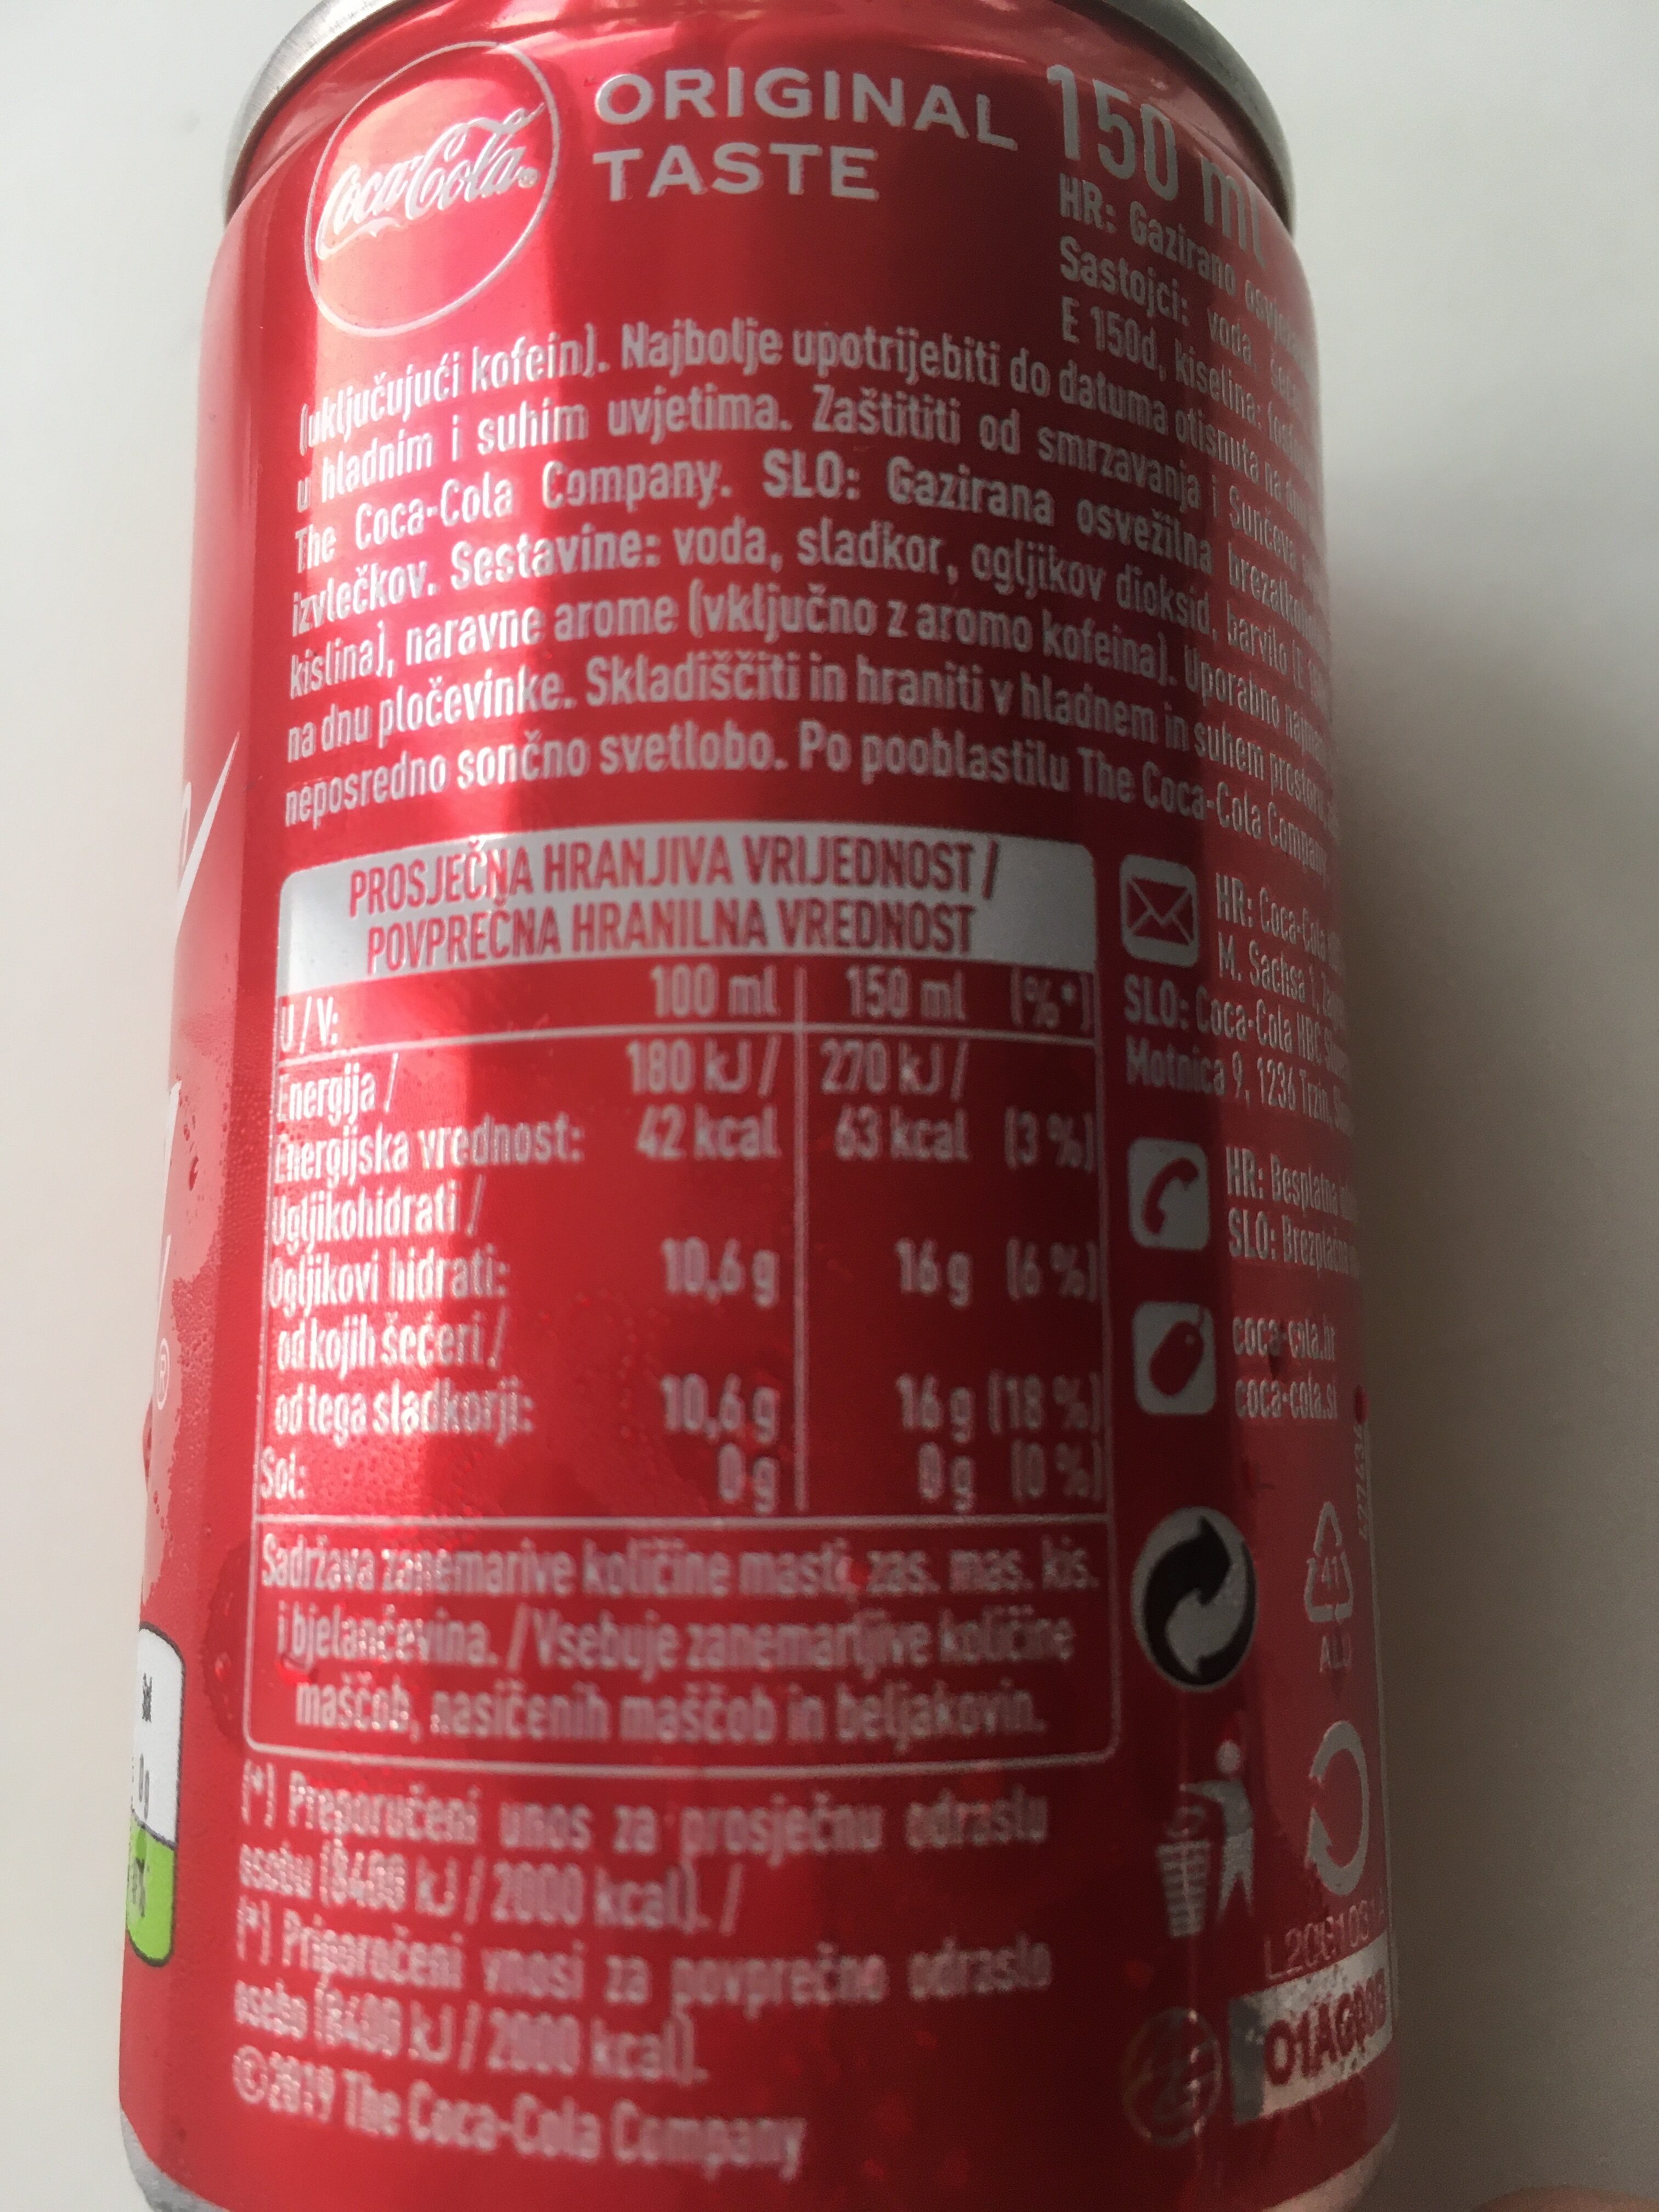 Coca-Cola®
ORIGINAL
TASTE
150 ml
HR: Gazirano
Sastojci: voda,
E 150d, kiselina:
(uključujući kofein). Najbolje upotrijebiti do datuma otisnuta na dnu
u hladnim i suhim uvjetima. Zaštititi od smrzavanja i Sunčeva
The Coca-Cola Company. SLO: Gazirana osvežilna
izvlečkov. Sestavine: voda, sladkor, ogljikov dioksid, barvilo
kislina), naravne arome (vključno z aromo kofeina). Uporabno
na dnu pločevinke. Skladiščiti in hraniti v hladnem in suhem
neposredno sončno svetlobo. Po pooblastilu The Coca-Cola Company
PROSJEČNA HRANJIVA VRIJEDNOST /
POVPREČNA HRANILNA VREDNOST
U / V: 100 ml 150 ml (%*)
Energija / 180 kJ / 270 kJ /
Energijska vrednost: 42 kcal 63 kcal (3 %)
Ugljikohidrati /
Ogljikovi hidrati: 10,6 g 16 g (6 %)
od kojih šećeri /
od tega sladkorji: 10,6 g 16 g (18 %)
Sol: 0 g 0 g (0 %)
Sadržava zanemarive količine masti, zas. mas. kis.
i bjelančevina. / Vsebuje zanemarljive količine
maščob, nasičenih maščob in beljakovin.
(*) Preporučeni unos za prosječnu odraslu
osobu (8400 kJ / 2000 kcal). /
(*) Priporočeni vnosi za povprečno odraslo
osebo (8400 kJ / 2000 kcal).
©2019 The Coca-Cola Company
HR: Coca-Cola
M. Sachsa 1,
SLO: Coca-Cola HBC
Motnica 9, 1236 Trzin,
HR: Besplatna
SLO: Brezplačna
coca-cola.hr
coca-cola.si
41
ALU